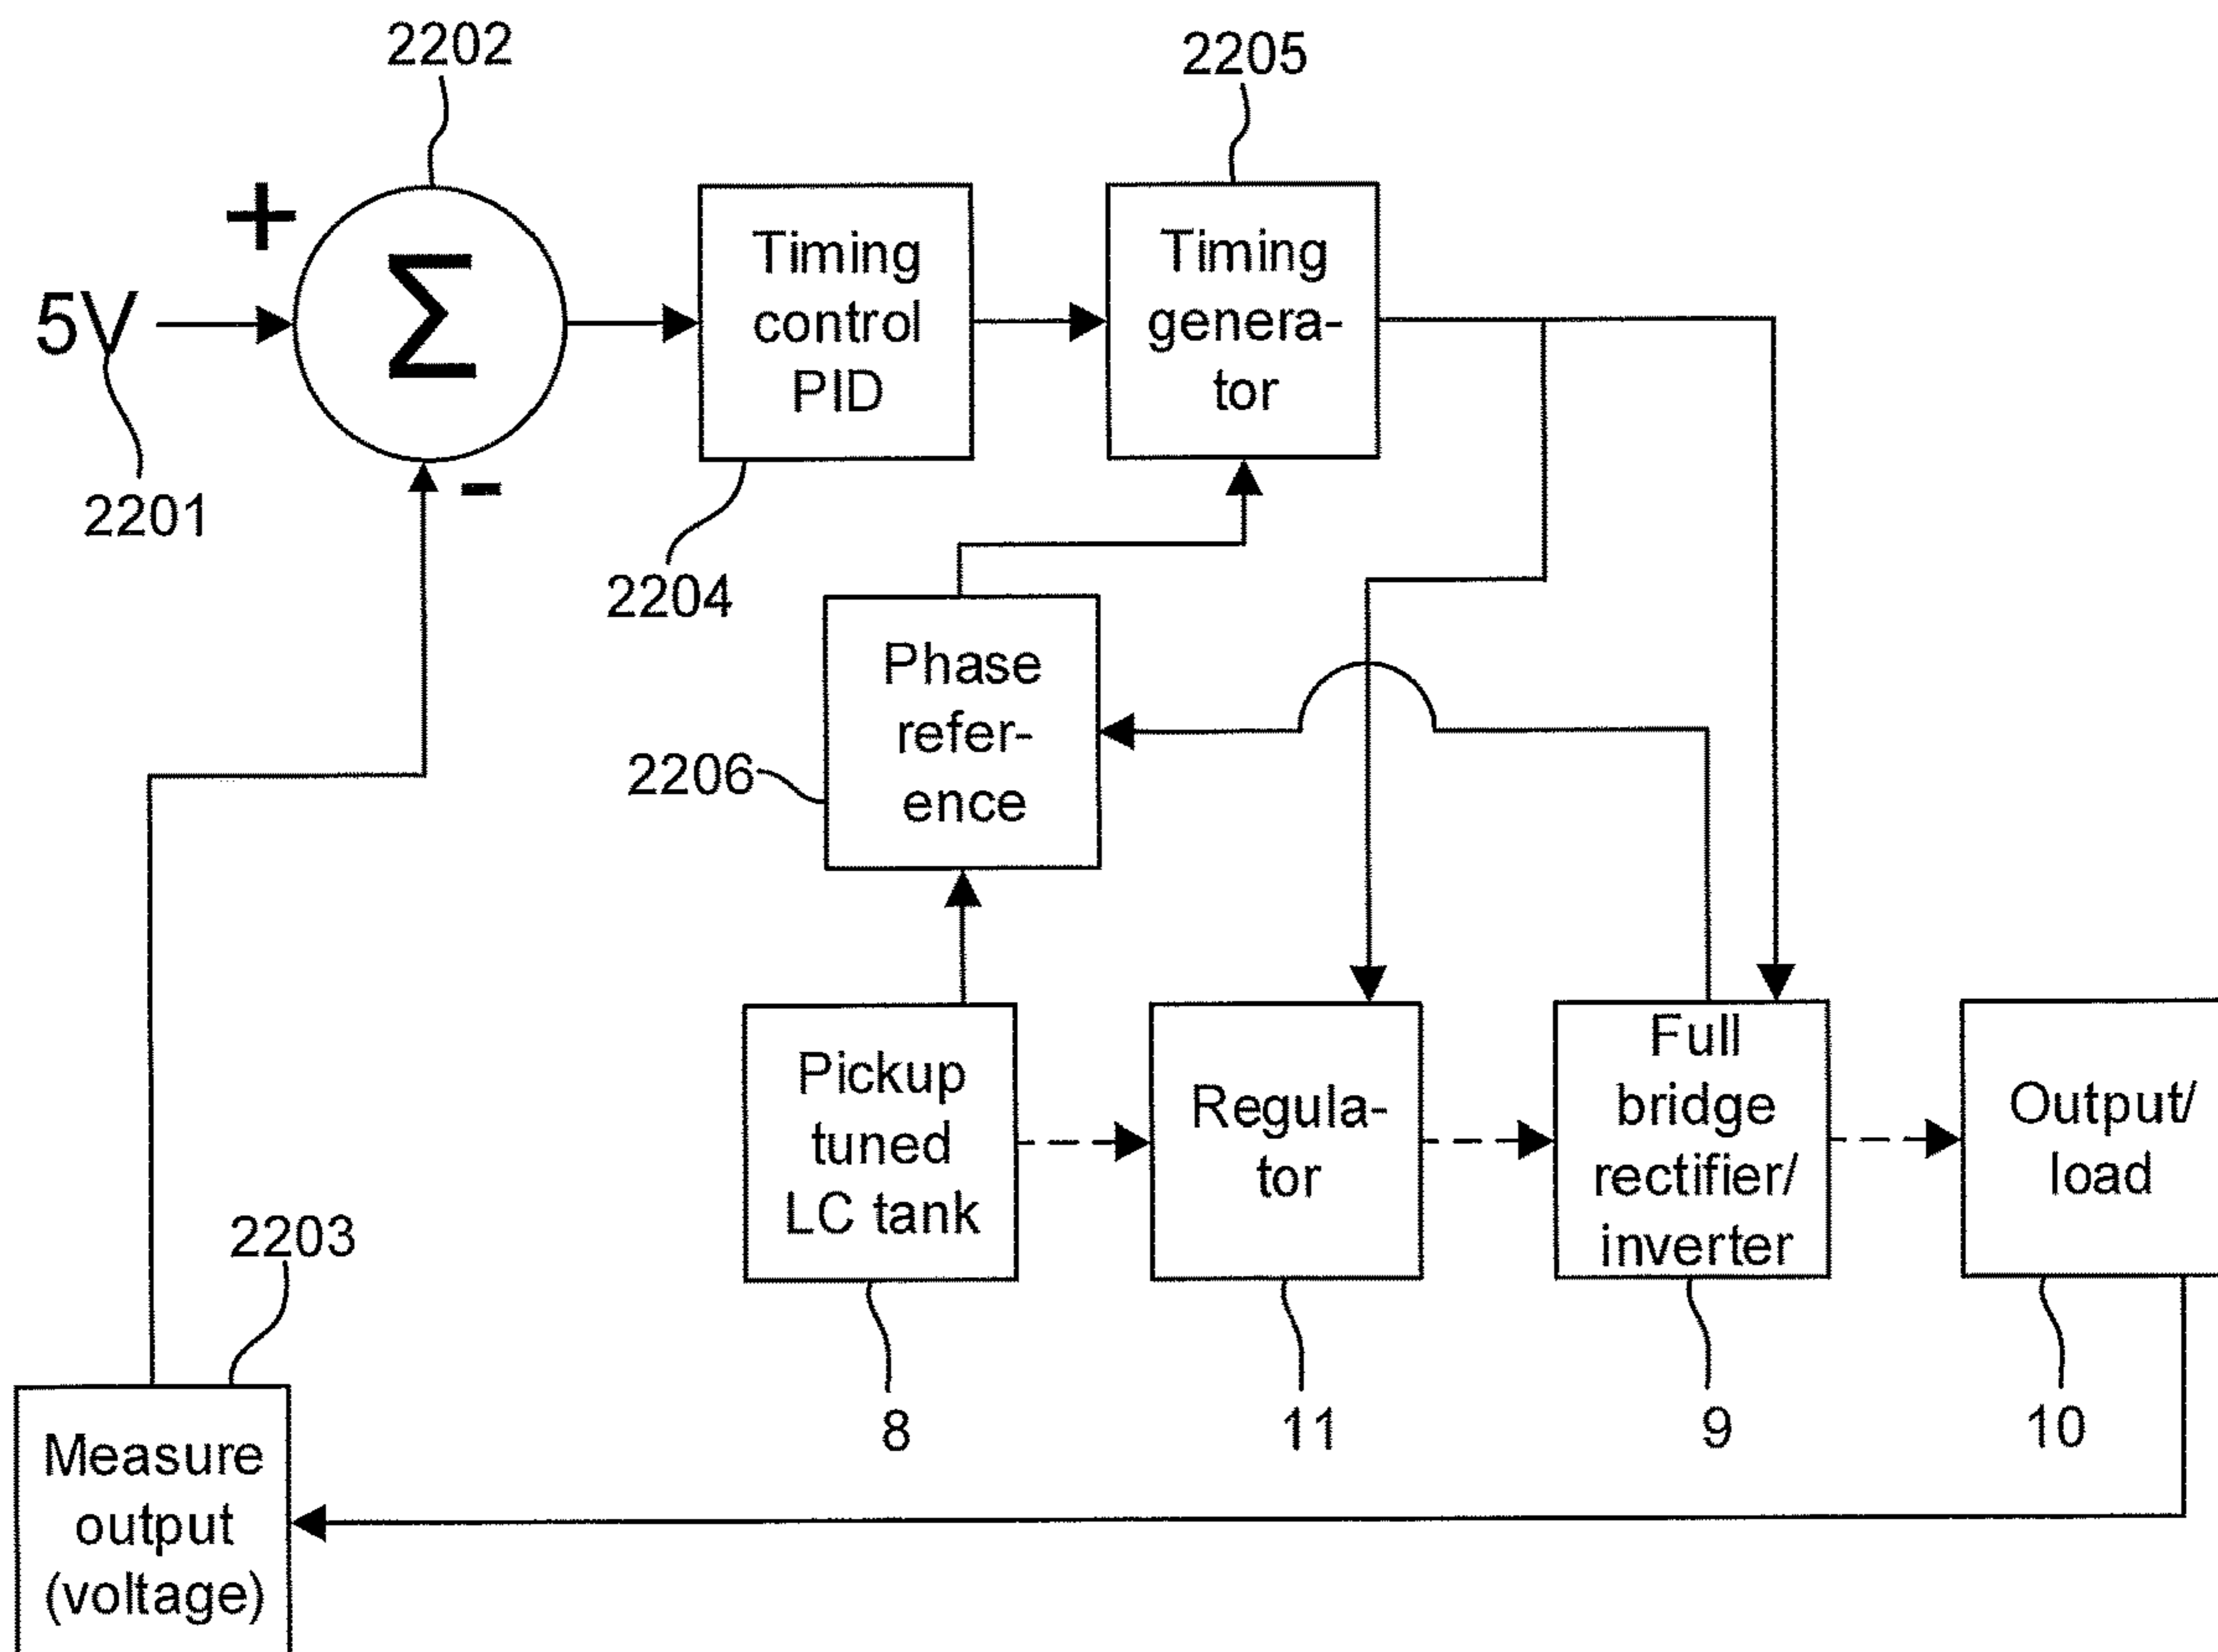 2202
2205
+
5V
Σ
Timing
control
PID
Timing
genera-
tor
-
2201
2204
Phase
refer-
ence
2206
Pickup
tuned
LC tank
Regula-
tor
Full
bridge
rectifier/
inverter
Output/
load
2203
8
11
9
10
Measure
output
(voltage)